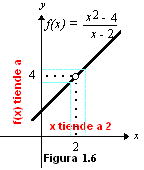 y
f(x) = x² - 4 / x - 2
f(x) tiende a
4
x tiende a 2
x
2
Figura 1.6